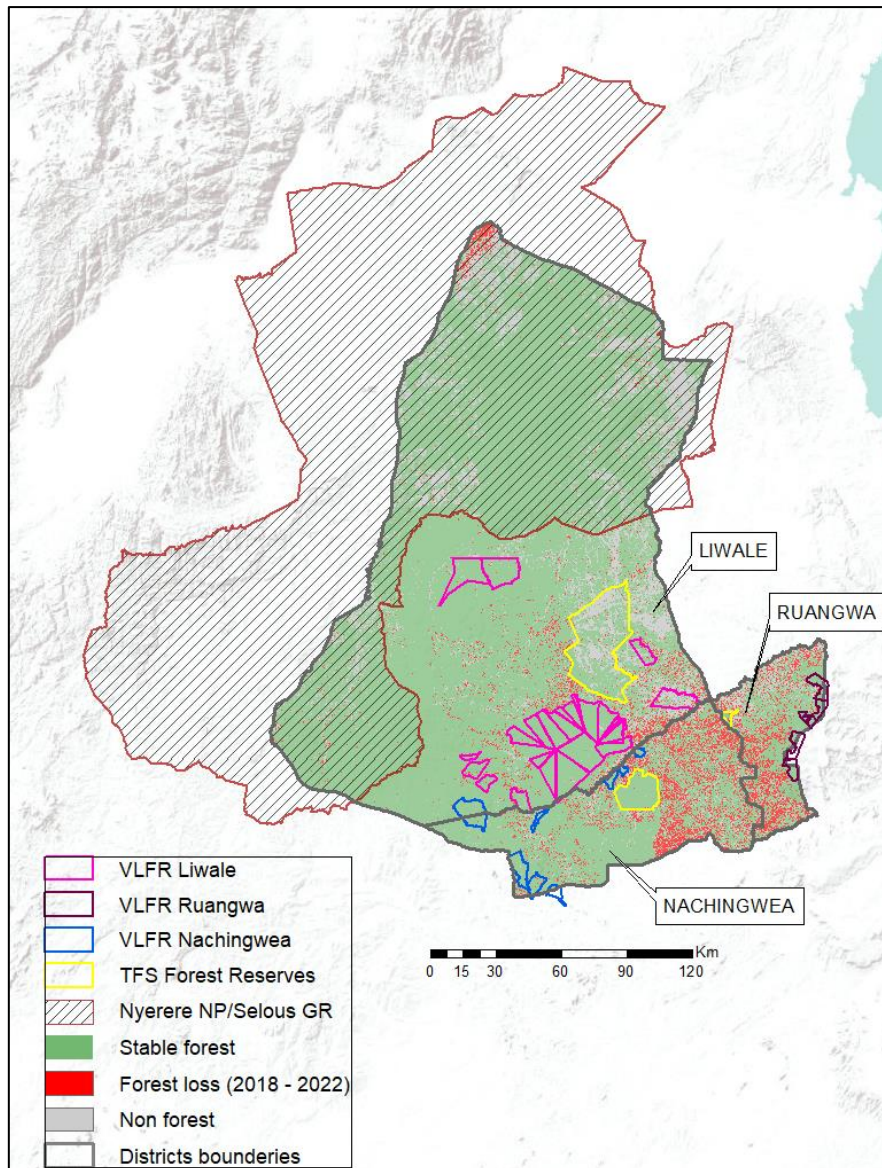 LIWALE
RUANGWA
NACHINGWEA
Km
0 15 30 60 90 120
VLFR Liwale
VLFR Ruangwa
VLFR Nachingwea
TFS Forest Reserves
Nyerere NP/Selous GR
Stable forest
Forest loss (2018 - 2022)
Non forest
Districts bounderies